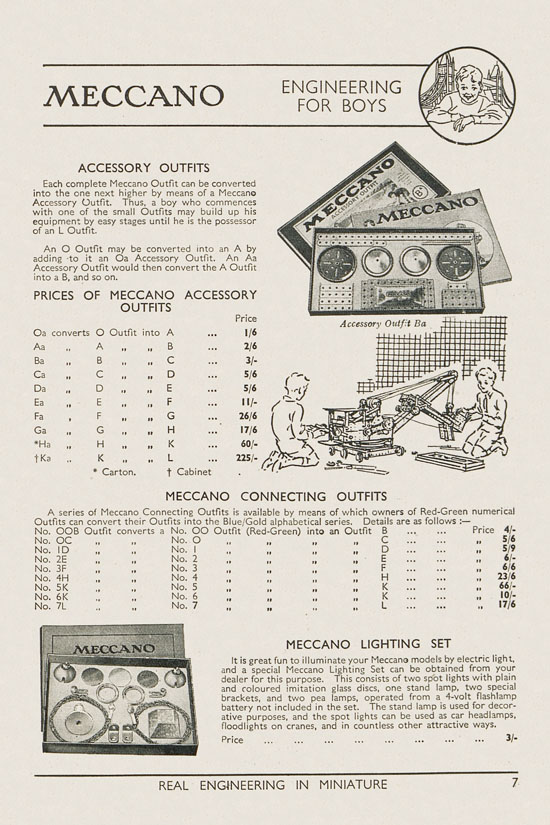 MECCANO
ENGINEERING
FOR BOYS
ACCESSORY OUTFITS
Each complete Meccano Outfit can be converted
into the one next higher by means of a Meccano
Accessory Outfit. Thus, a boy who commences
with one of the small Outfits may build up his
equipment by easy stages until he is the possessor
of an L Outfit.
An O Outfit may be converted into an A by
adding to it an Oa Accessory Outfit. An Aa
Accessory Outfit would then convert the A Outfit
into a B, and so on.
MECCANO
ACCESSORY OUTFIT
MECCANO
Accessory Outfit Ba
PRICES OF MECCANO ACCESSORY
OUTFITS
Price
Oa converts O Outfit into A ... 1/6
Aa „ A „ „ B ... 2/6
Ba „ B „ „ C ... 3/-
Ca „ C „ „ D ... 5/6
Da „ D „ „ E ... 5/6
Ea „ E „ „ F ... 11/-
Fa „ F „ „ G ... 26/6
Ga „ G „ „ H ... 17/6
*Ha „ H „ „ K ... 60/-
†Ka „ K „ „ L ... 225/-
* Carton. † Cabinet .
MECCANO CONNECTING OUTFITS
A series of Meccano Connecting Outfits is available by means of which owners of Red-Green numerical
Outfits can convert their Outfits into the Blue/Gold alphabetical series. Details are as follows :—
No. OOB Outfit converts a No. OO Outfit (Red-Green) into an Outfit B ... ... Price 4/-
No. OC „ „ No. O „ „ „ „ C ... ... „ 5/6
No. 1D „ „ No. 1 „ „ „ „ D ... ... „ 5/9
No. 2E „ „ No. 2 „ „ „ „ E ... ... „ 6/-
No. 3F „ „ No. 3 „ „ „ „ F ... ... „ 6/6
No. 4H „ „ No. 4 „ „ „ „ H ... ... „ 23/6
No. 5K „ „ No. 5 „ „ „ „ K ... ... „ 66/-
No. 6K „ „ No. 6 „ „ „ „ K ... ... „ 10/-
No. 7L „ „ No. 7 „ „ „ „ L ... ... „ 17/6
MECCANO
MECCANO LIGHTING SET
It is great fun to illuminate your Meccano models by electric light,
and a special Meccano Lighting Set can be obtained from your
dealer for this purpose. This consists of two spot lights with plain
and coloured imitation glass discs, one stand lamp, two special
brackets, and two pea lamps, operated from a 4-volt flashlamp
battery not included in the set. The stand lamp is used for decor-
ative purposes, and the spot lights can be used as car headlamps,
floodlights on cranes, and in countless other attractive ways.
Price ... ... ... ... ... ... ... ... 3/-
REAL ENGINEERING IN MINIATURE
7